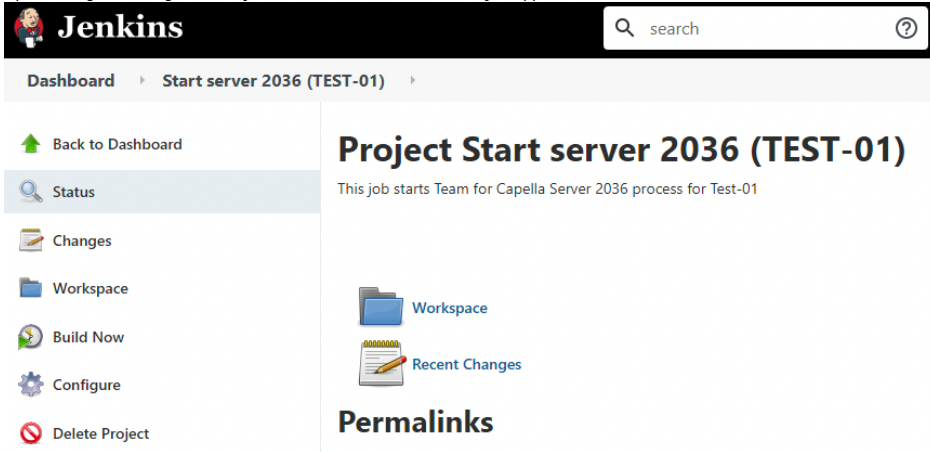 Jenkins
search
Dashboard Start server 2036 (TEST-01)
Back to Dashboard
Status
Changes
Workspace
Build Now
Configure
Delete Project
Project Start server 2036 (TEST-01)
This job starts Team for Capella Server 2036 process for Test-01
Workspace
Recent Changes
Permalinks